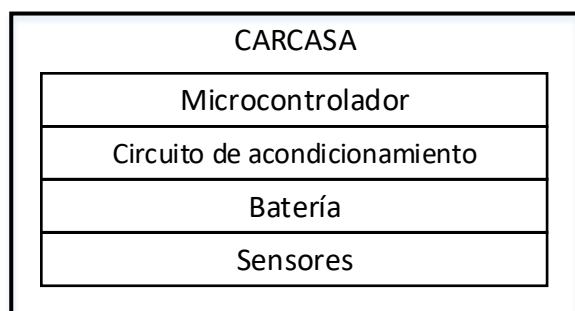 CARCASA
Microcontrolador
Circuito de acondicionamiento
Batería
Sensores